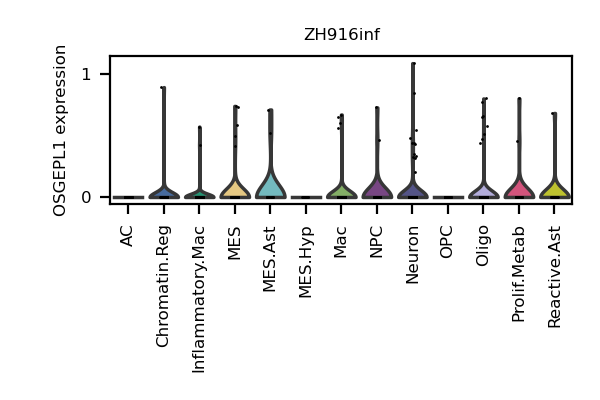 ZH916inf
OSGEPL1 expression
1
0
AC
Chromatin.Reg
Inflammatory.Mac
MES
MES.Ast
MES.Hyp
Mac
NPC
Neuron
OPC
Oligo
Prolif.Metab
Reactive.Ast